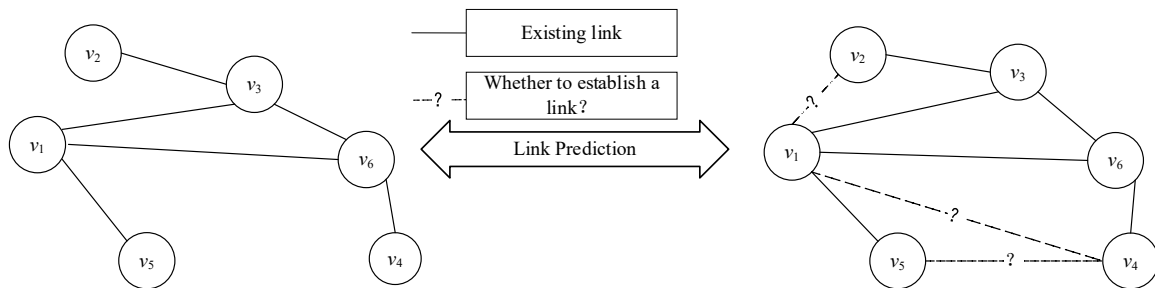 v2
v3
v1
v6
v5
v4
Existing link
?
Whether to establish a
link?
Link Prediction
v2
v3
?
v1
v6
?
v5
?
v4